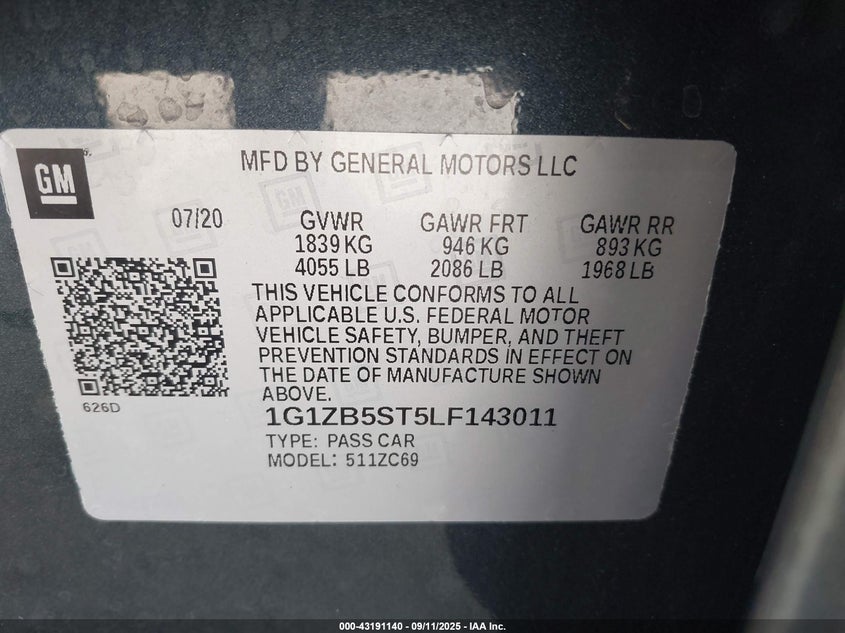 GM
MFD BY GENERAL MOTORS LLC
07/20 GVWR GAWR FRT GAWR RR
1839 KG 946 KG 893 KG
4055 LB 2086 LB 1968 LB
THIS VEHICLE CONFORMS TO ALL
APPLICABLE U.S. FEDERAL MOTOR
VEHICLE SAFETY, BUMPER, AND THEFT
PREVENTION STANDARDS IN EFFECT ON
THE DATE OF MANUFACTURE SHOWN
ABOVE.
626D
1G1ZB5ST5LF143011
TYPE: PASS CAR
MODEL: 511ZC69
000-43191140 - 09/11/2025 - IAA Inc.